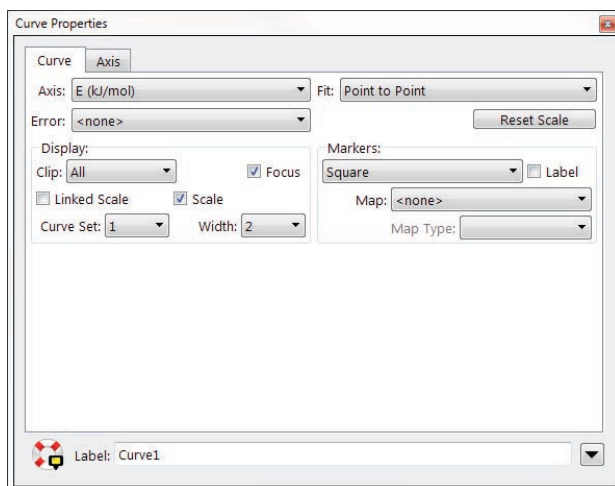 Curve Properties
Curve Axis
Axis: E (kJ/mol) Fit: Point to Point
Error: <none> Reset Scale
Display: Markers:
Clip: All Focus Square Label
Linked Scale Scale Map: <none>
Curve Set: 1 Width: 2 Map Type:
Label: Curve1